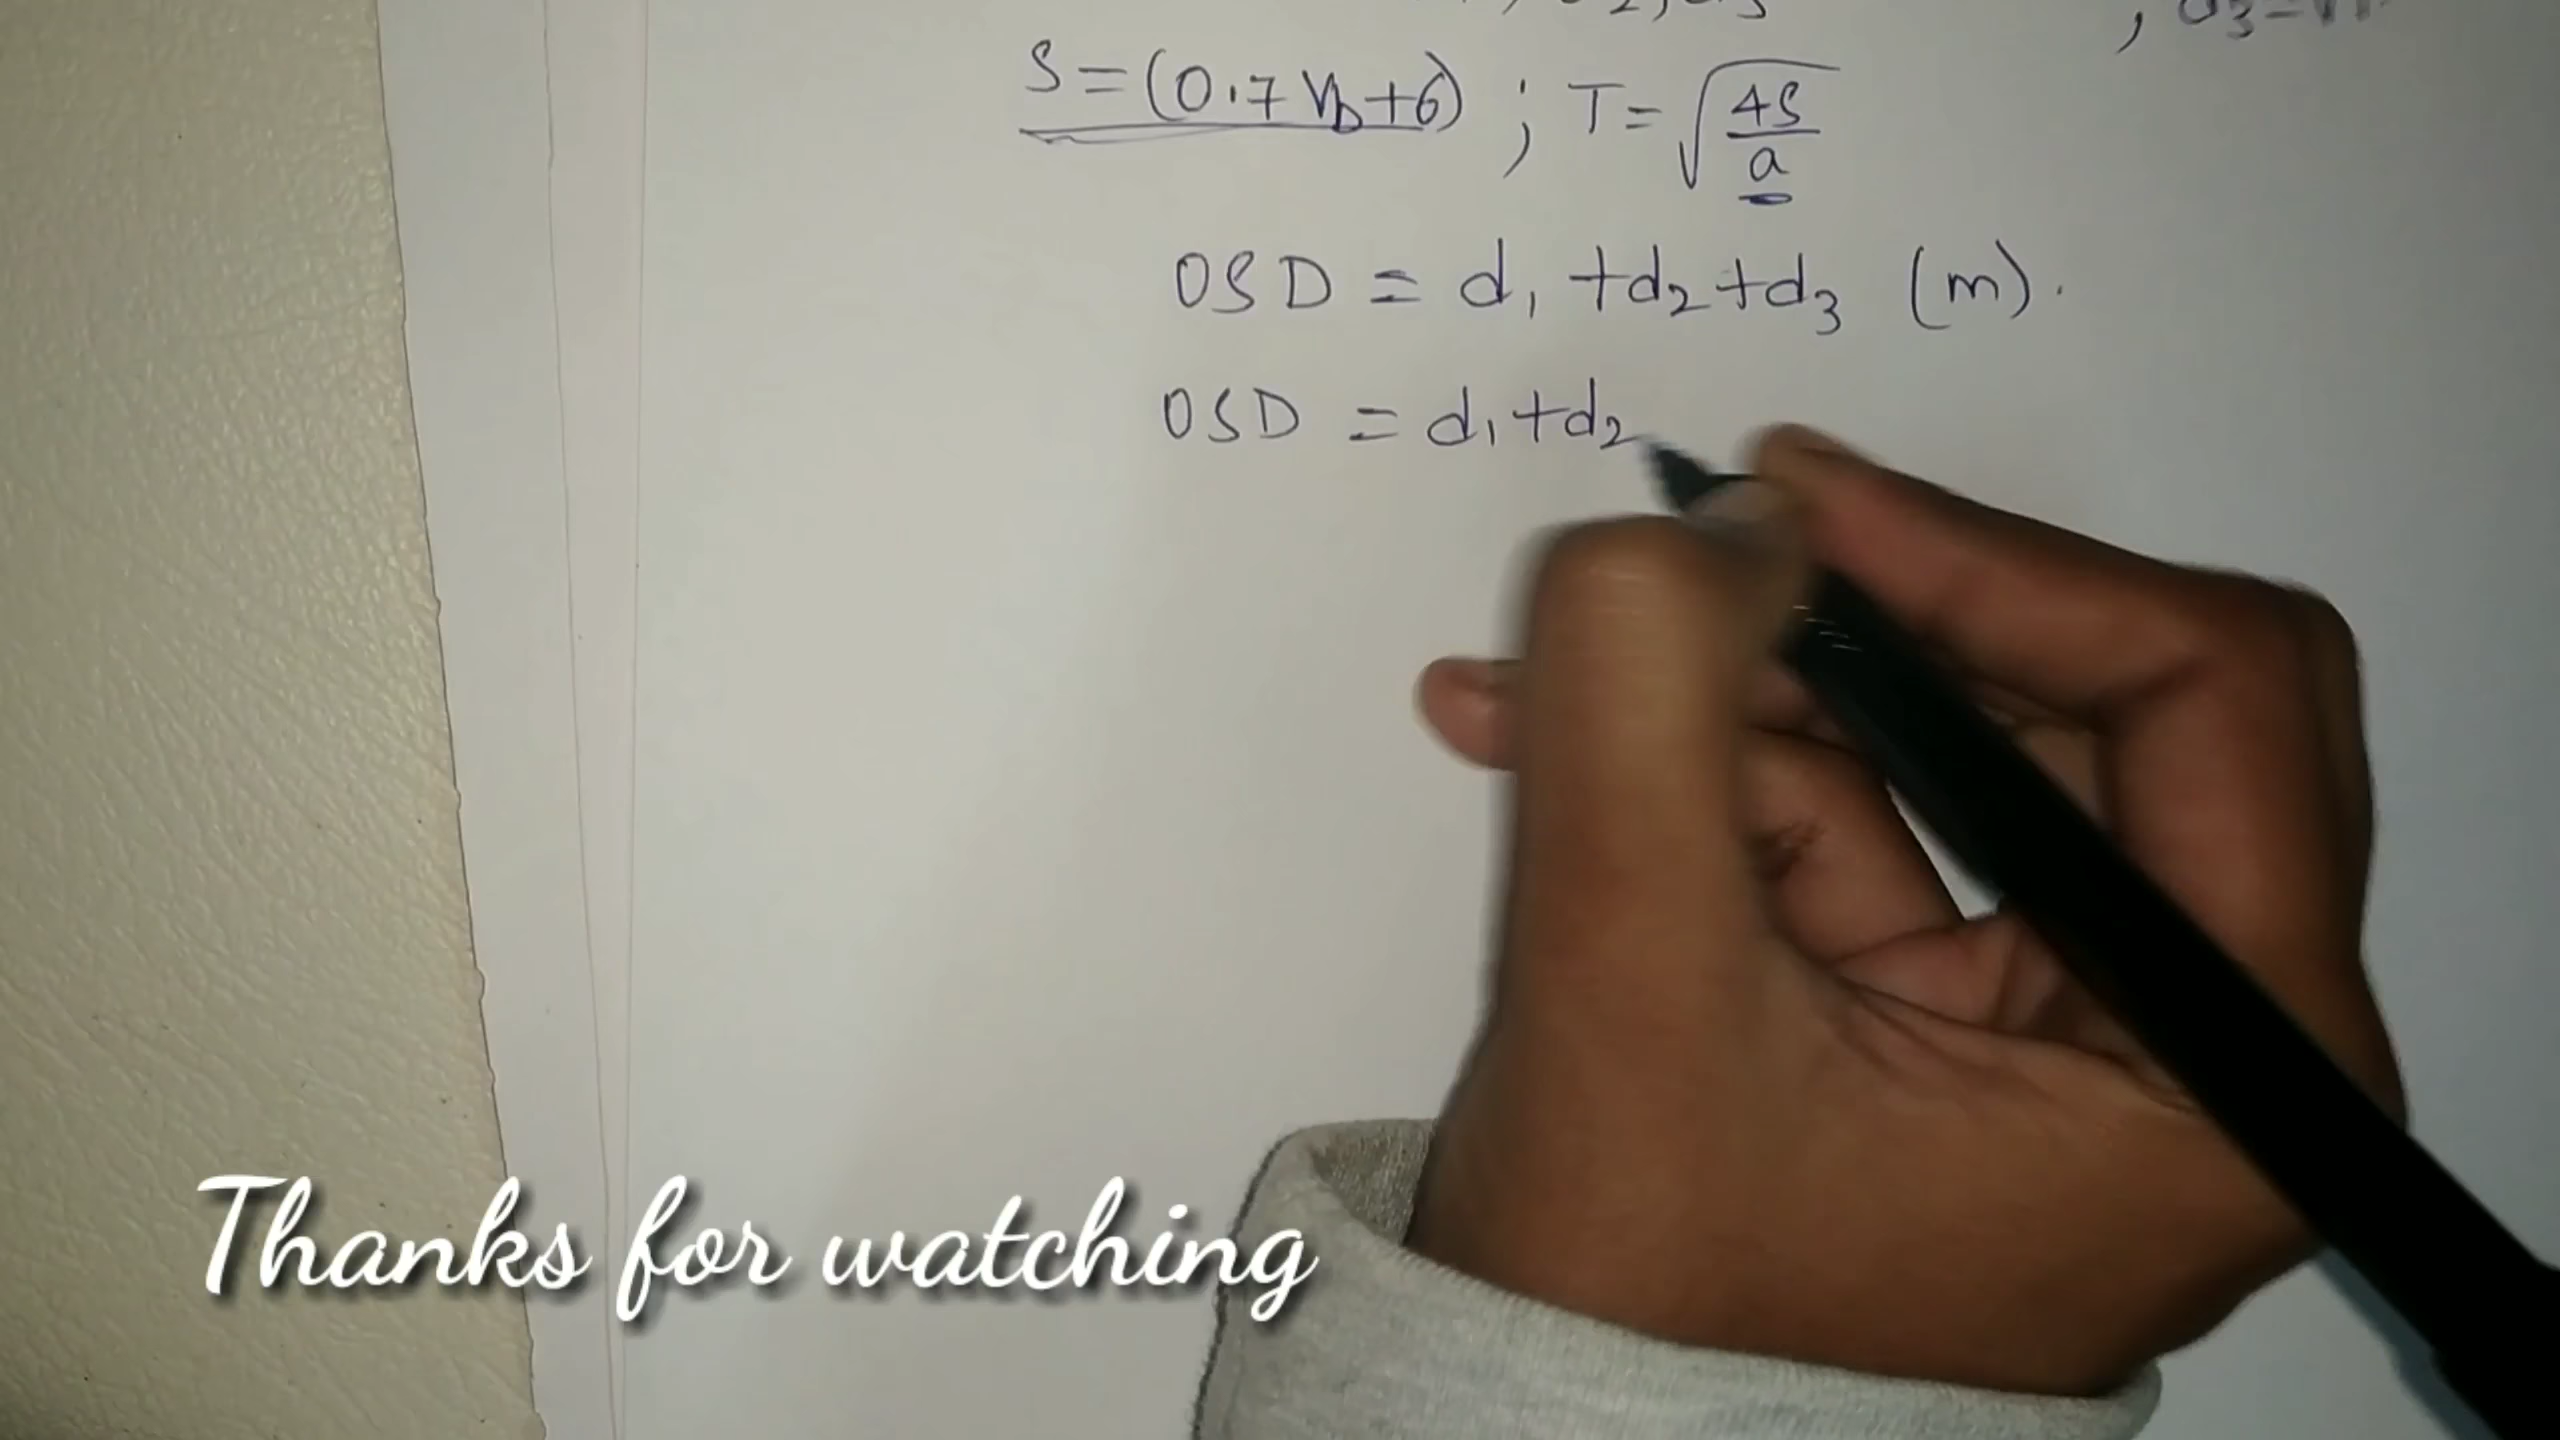 S = (0.7 Vb + 6) ; T = √(4S/a)
OSD = d₁ + d₂ + d₃ (m).
OSD = d₁ + d₂
Thanks for watching